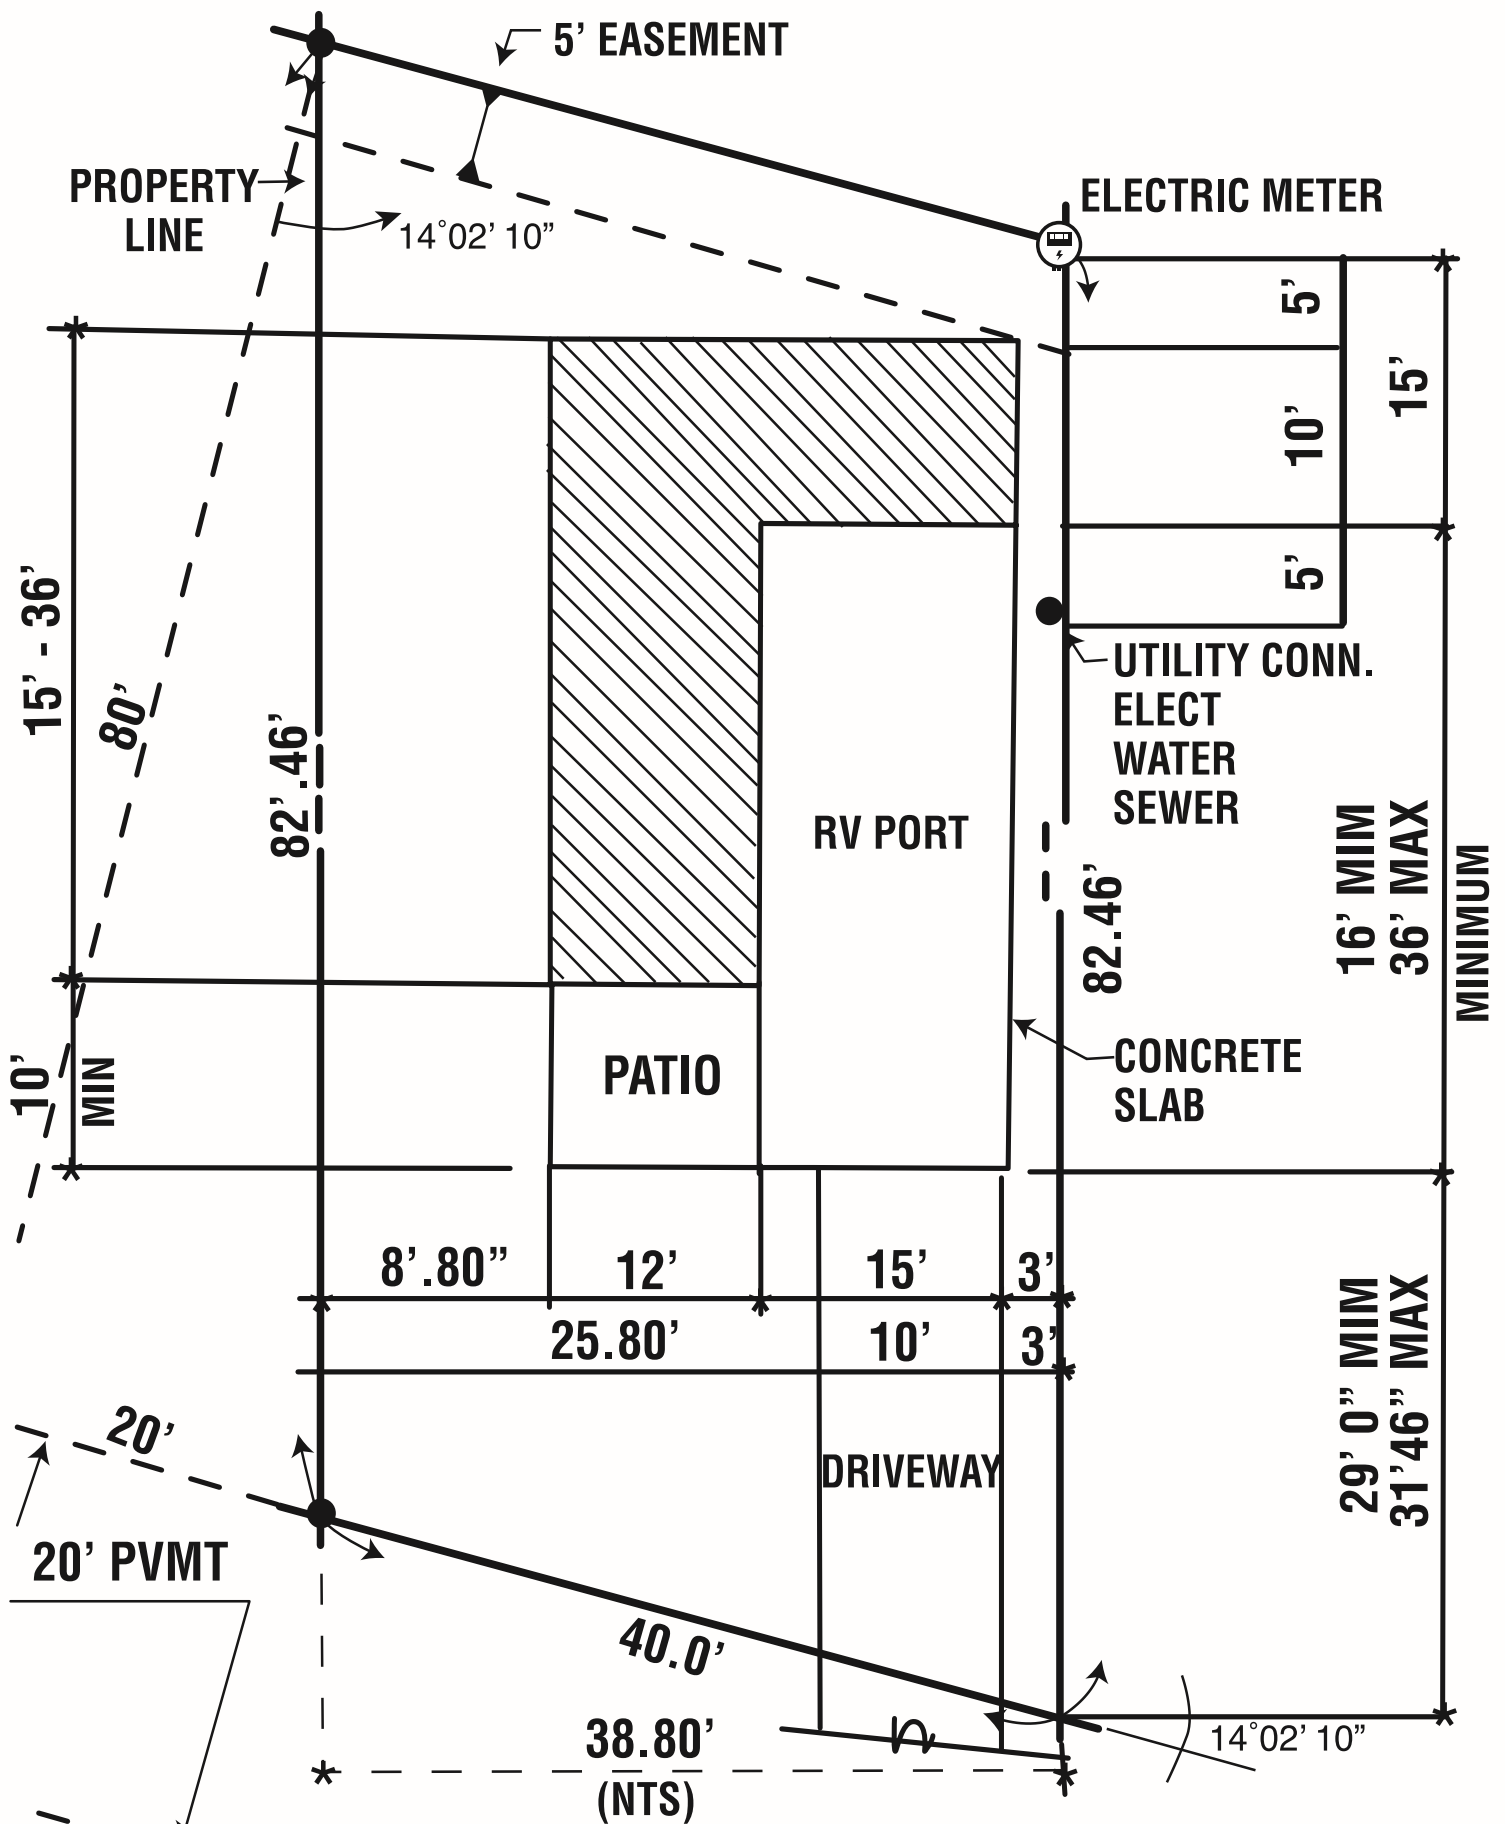 5’ EASEMENT
PROPERTY
LINE
14°02’ 10”
ELECTRIC METER
5’
15’
10’
5’
15’ - 36’
80’
82’.46’
UTILITY CONN.
ELECT
WATER
SEWER
RV PORT
82.46’
16’ MIM
36’ MAX
MINIMUM
10’
MIN
PATIO
CONCRETE
SLAB
8’.80”
12’
15’
3’
25.80’
10’
3’
29’ 0” MIM
31’46” MAX
20’
DRIVEWAY
20’ PVMT
40.0’
38.80’
(NTS)
14°02’ 10”